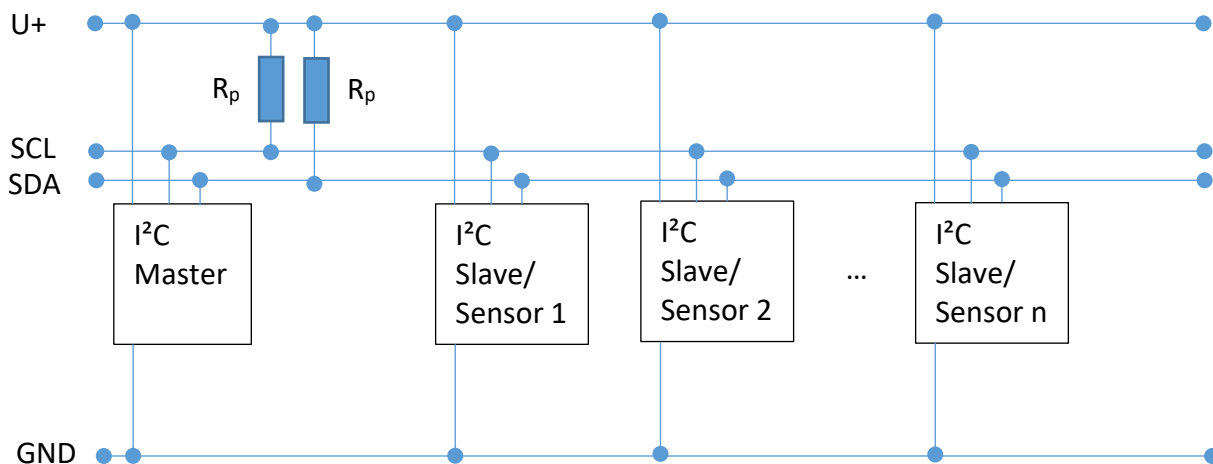 U+
Rₚ
Rₚ
SCL
SDA
I²C
Master
I²C
Slave/
Sensor 1
I²C
Slave/
Sensor 2
...
I²C
Slave/
Sensor n
GND